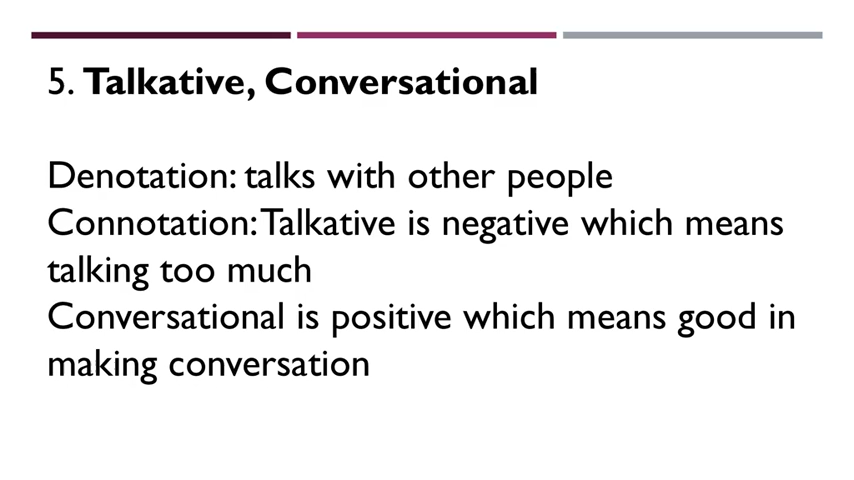 5. Talkative, Conversational
Denotation: talks with other people
Connotation: Talkative is negative which means
talking too much
Conversational is positive which means good in
making conversation